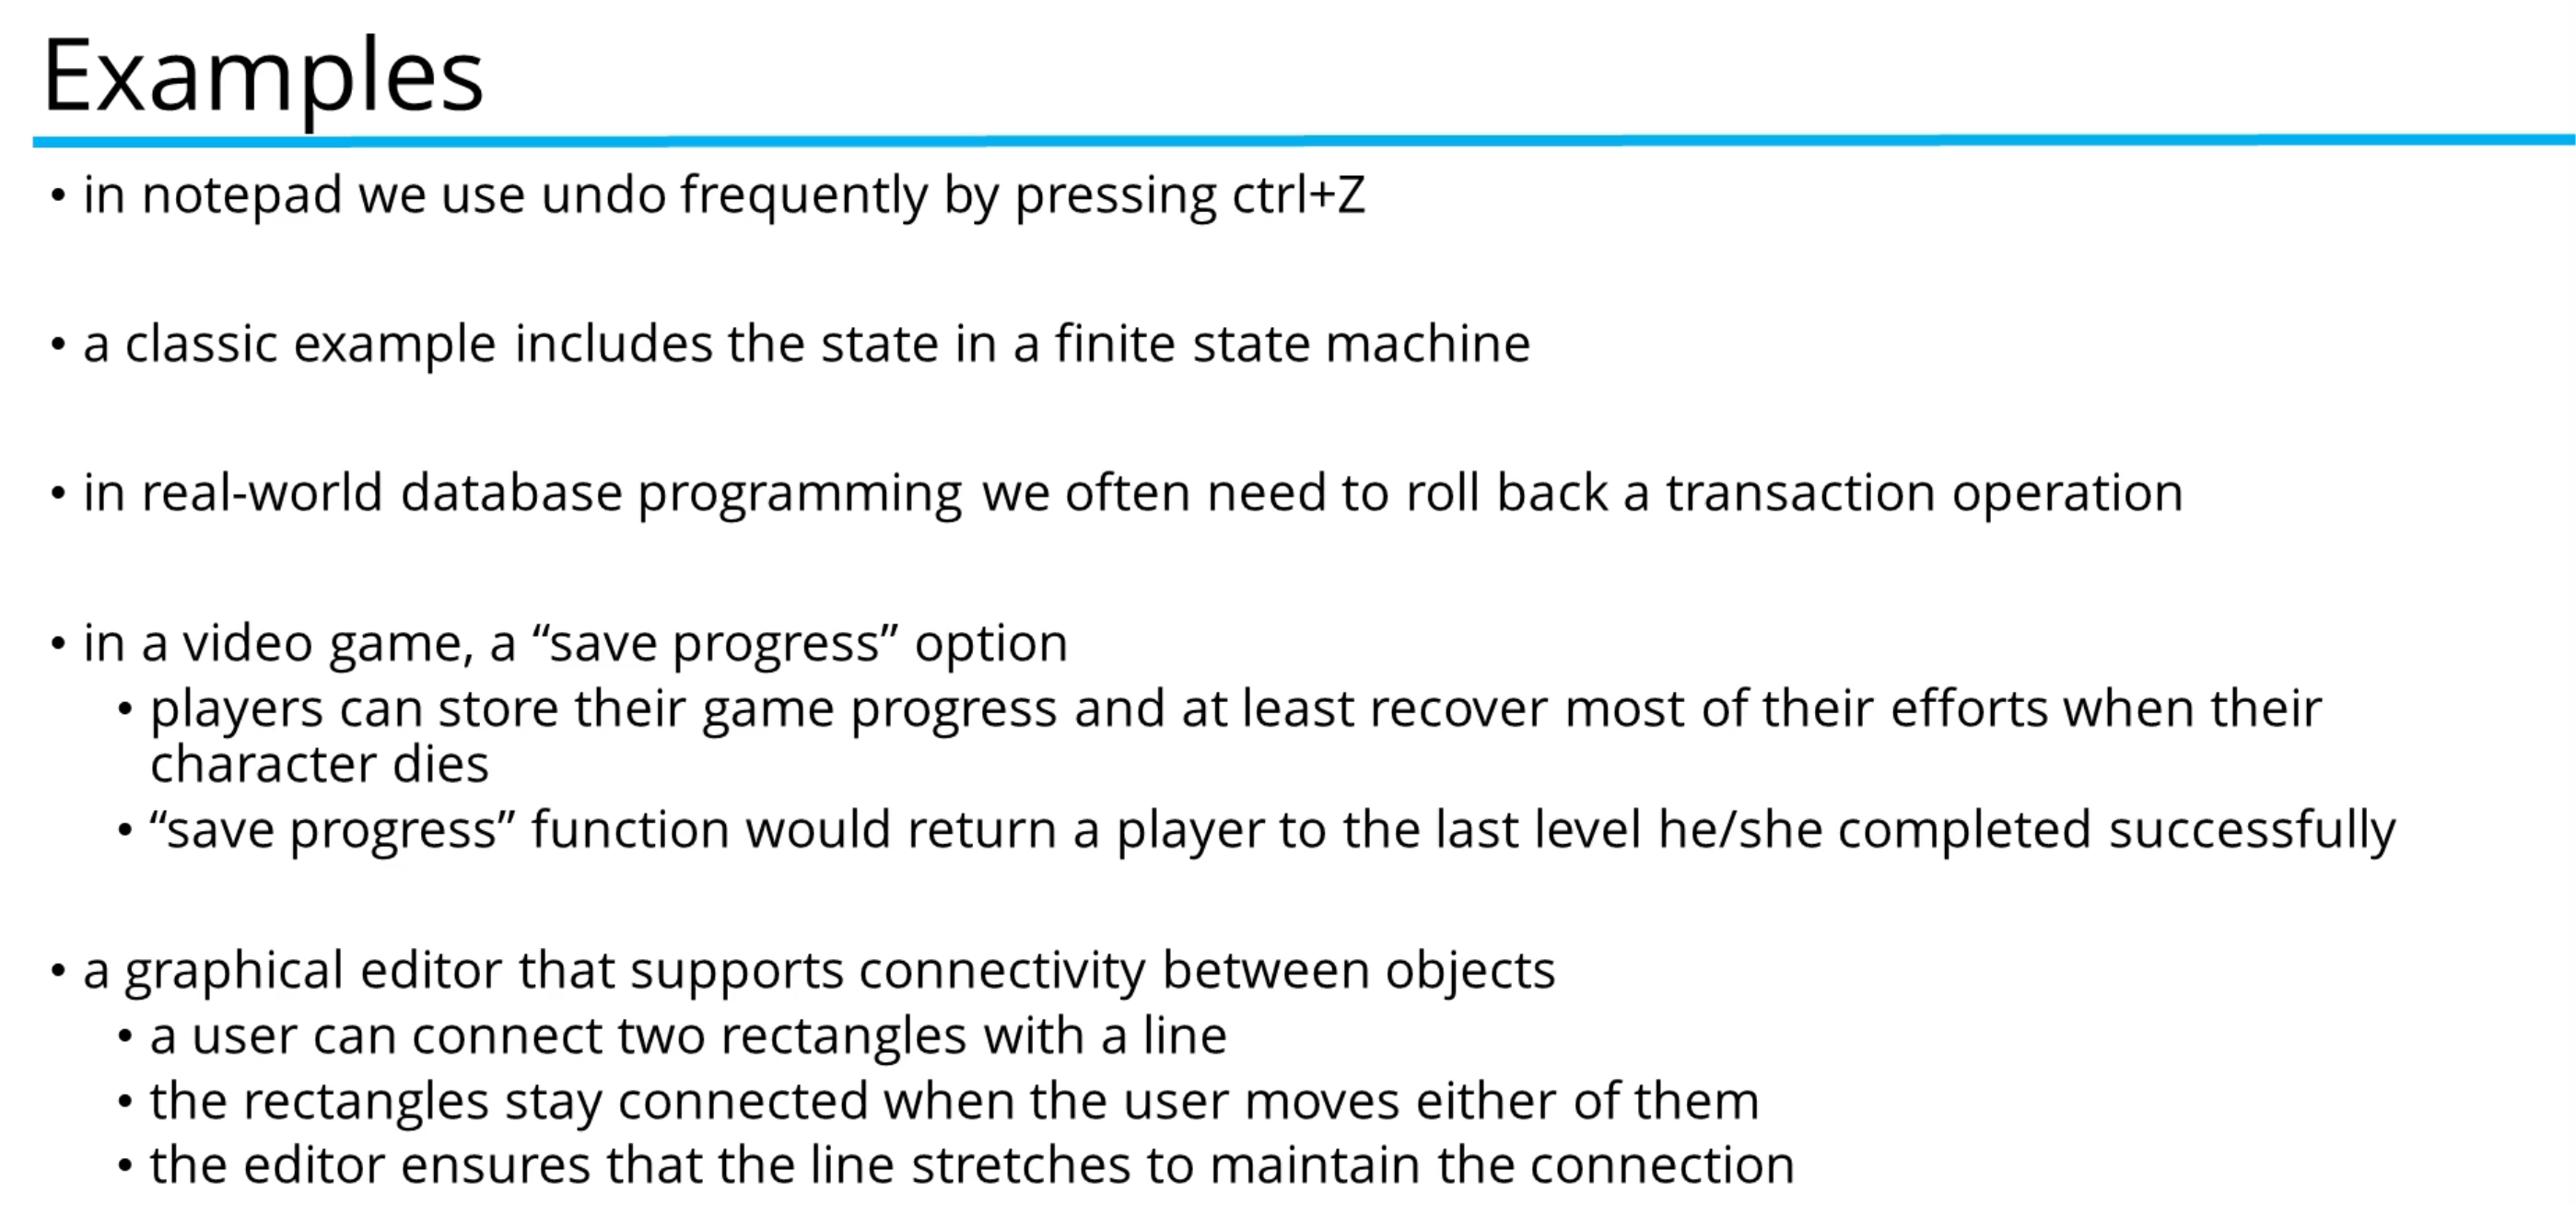 Examples
• in notepad we use undo frequently by pressing ctrl+Z
• a classic example includes the state in a finite state machine
• in real-world database programming we often need to roll back a transaction operation
• in a video game, a “save progress” option
• players can store their game progress and at least recover most of their efforts when their
character dies
• “save progress” function would return a player to the last level he/she completed successfully
• a graphical editor that supports connectivity between objects
• a user can connect two rectangles with a line
• the rectangles stay connected when the user moves either of them
• the editor ensures that the line stretches to maintain the connection